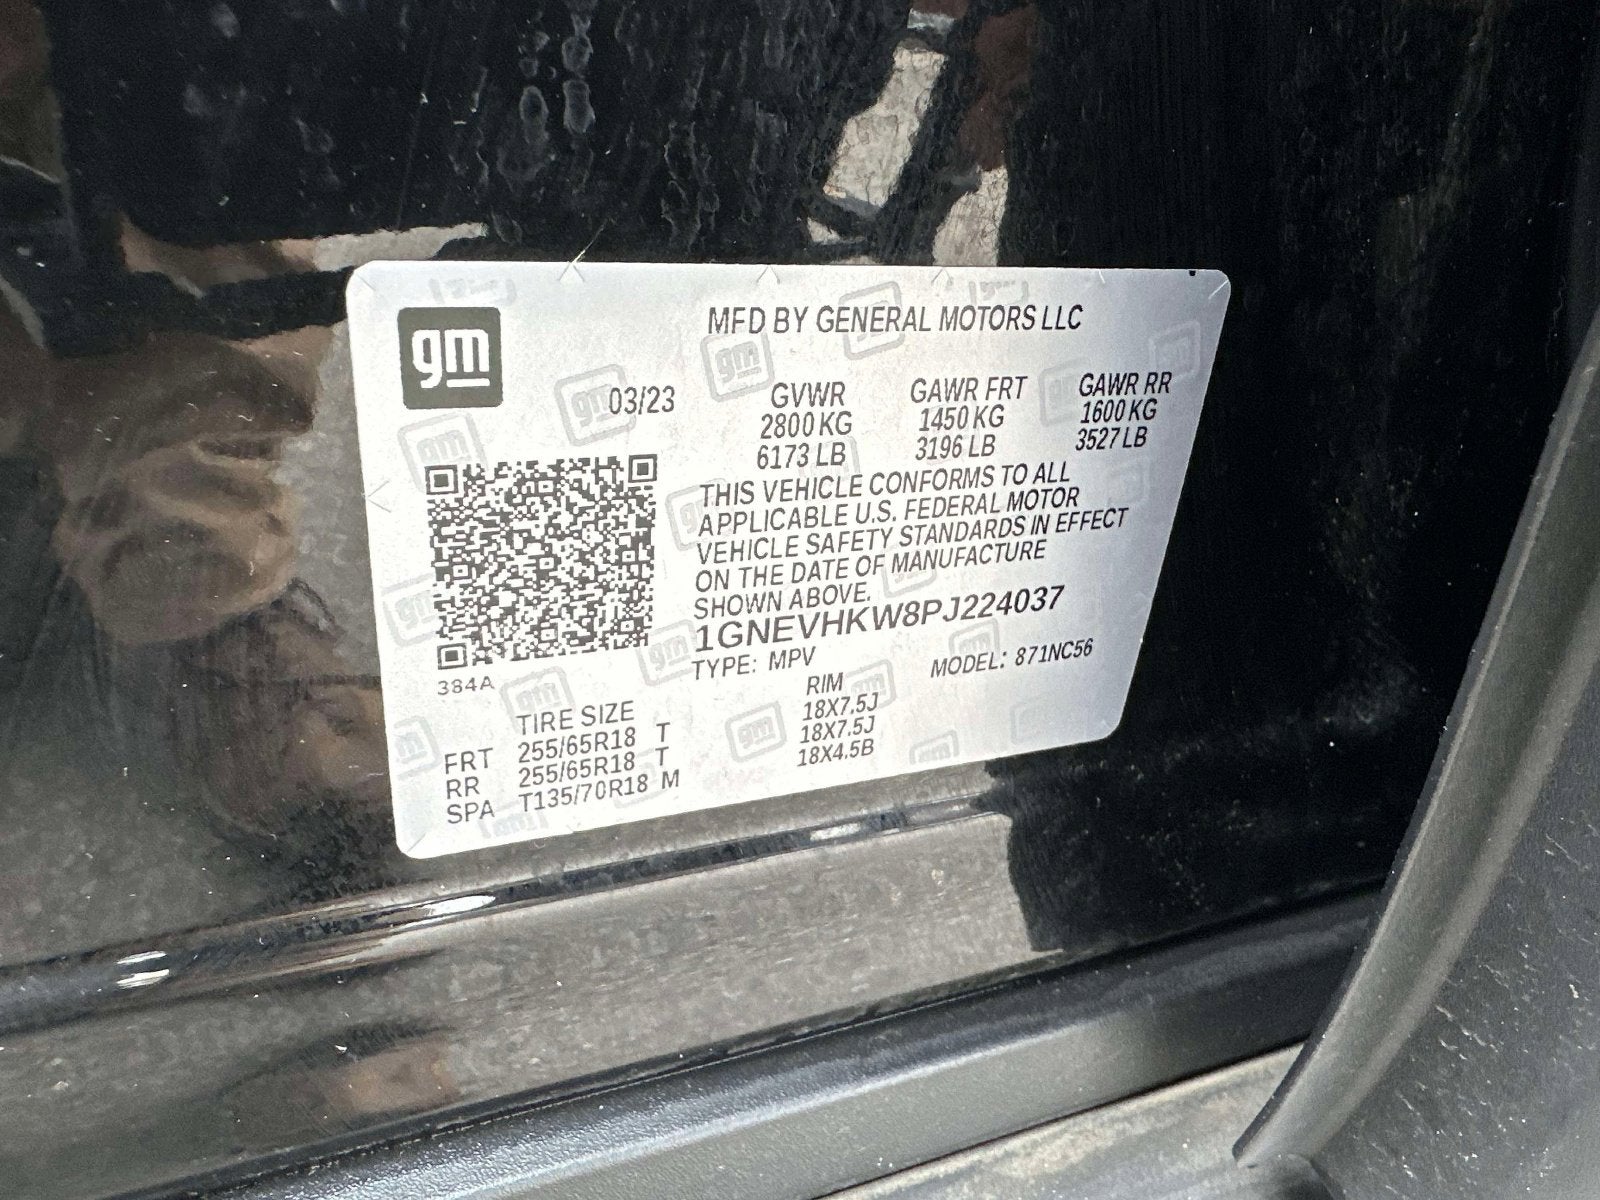 gm
MFD BY GENERAL MOTORS LLC
03/23
GVWR GAWR FRT GAWR RR
2800 KG 1450 KG 1600 KG
6173 LB 3196 LB 3527 LB
THIS VEHICLE CONFORMS TO ALL
APPLICABLE U.S. FEDERAL MOTOR
VEHICLE SAFETY STANDARDS IN EFFECT
ON THE DATE OF MANUFACTURE
SHOWN ABOVE.
1GNEVHKW8PJ224037
TYPE: MPV MODEL: 871NC56
384A
TIRE SIZE RIM
FRT 255/65R18 T 18X7.5J
RR 255/65R18 T 18X7.5J
SPA T135/70R18 M 18X4.5B